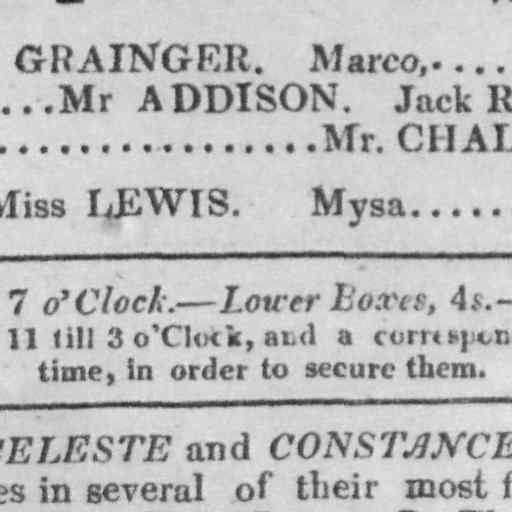 GRAINGER. Marco,....
...Mr ADDISON. Jack R
................Mr. CHAL
Miss LEWIS. Mysa.....
7 o'Clock.—Lower Boxes, 4s.—
11 till 3 o'Clock, and a correspon
time, in order to secure them.
CELESTE and CONSTANCE
es in several of their most f